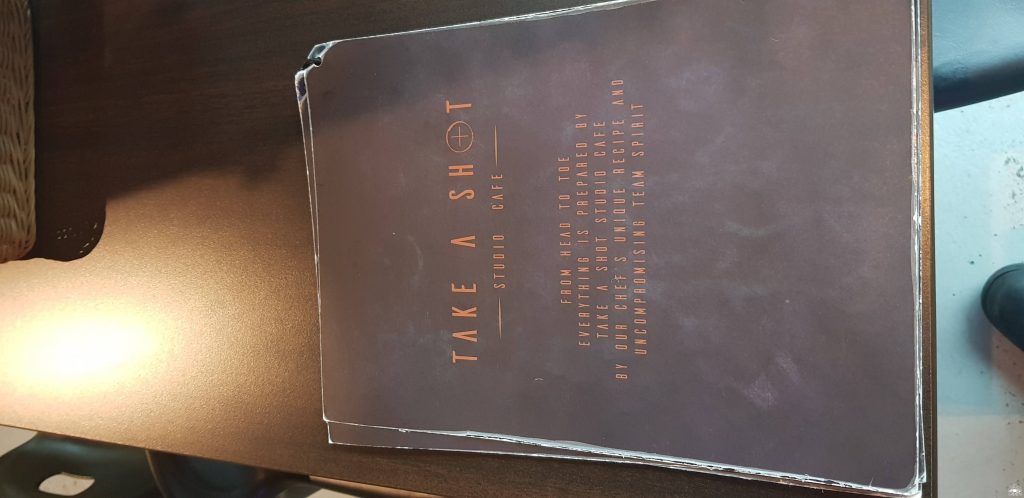 TAKE A SHOT
STUDIO CAFE
FROM HEAD TO TOE
EVERYTHING IS PREPARED BY
TAKE A SHOT STUDIO CAFE
BY OUR CHEF'S UNIQUE RECIPE AND
UNCOMPROMISING TEAM SPIRIT